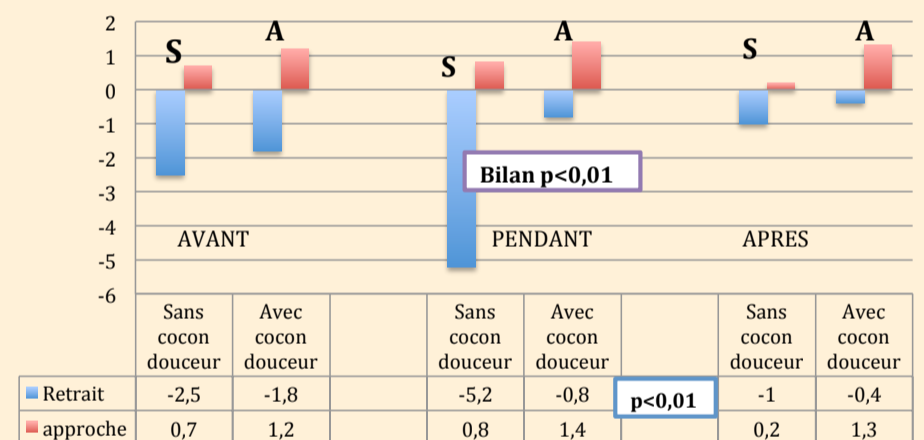 2
1
0
-1
-2
-3
-4
-5
-6
S A S A S A
Bilan p<0,01
AVANT PENDANT APRES
Sans cocon douceur
Avec cocon douceur
Sans cocon douceur
Avec cocon douceur
Sans cocon douceur
Avec cocon douceur
Retrait -2,5 -1,8 -5,2 -0,8 p<0,01 -1 -0,4
approche 0,7 1,2 0,8 1,4 0,2 1,3